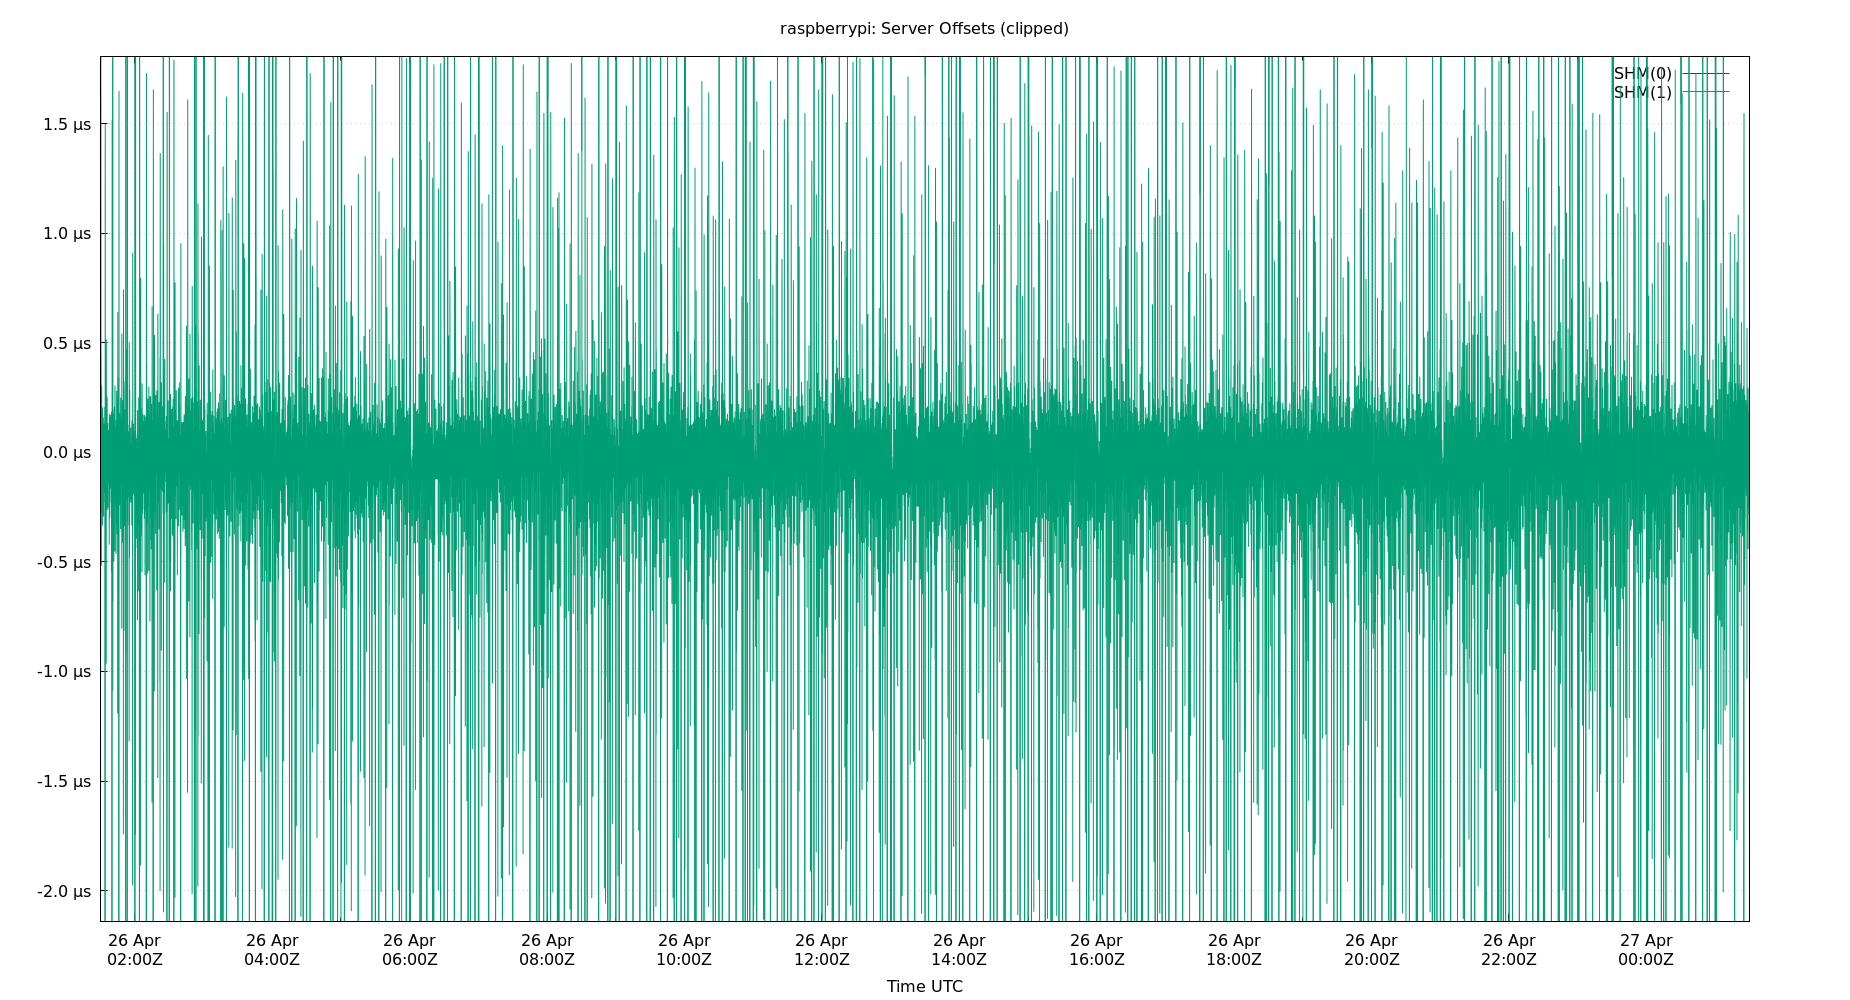 raspberrypi: Server Offsets (clipped)
SHM(0)
SHM(1)
1.5 µs
1.0 µs
0.5 µs
0.0 µs
-0.5 µs
-1.0 µs
-1.5 µs
-2.0 µs
26 Apr 26 Apr 26 Apr 26 Apr 26 Apr 26 Apr 26 Apr 26 Apr 26 Apr 26 Apr 26 Apr 27 Apr
02:00Z 04:00Z 06:00Z 08:00Z 10:00Z 12:00Z 14:00Z 16:00Z 18:00Z 20:00Z 22:00Z 00:00Z
Time UTC